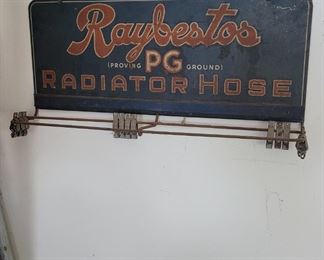 Raybestos
(PROVING PG GROUND)
RADIATOR HOSE